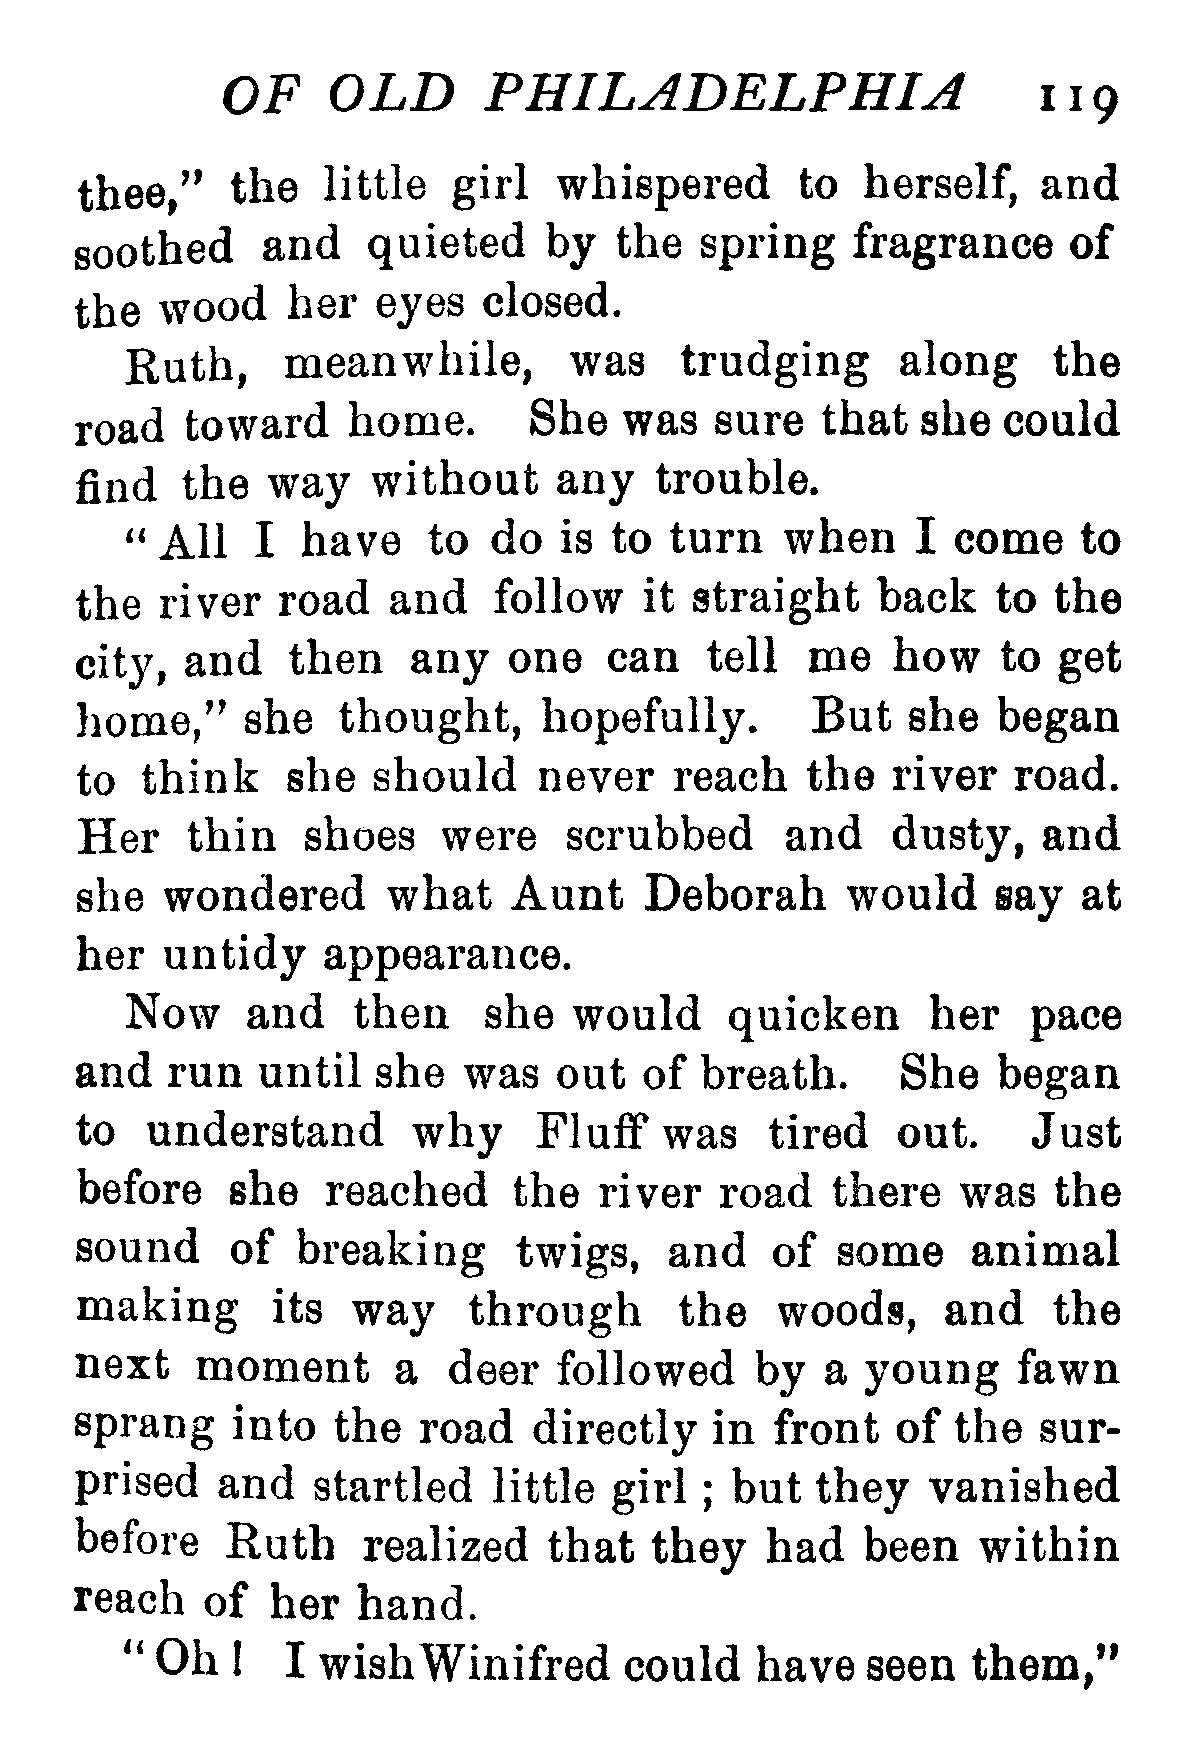 OF OLD PHILADELPHIA 119
thee," the little girl whispered to herself, and
soothed and quieted by the spring fragrance of
the wood her eyes closed.
Ruth, meanwhile, was trudging along the
road toward home. She was sure that she could
find the way without any trouble.
"All I have to do is to turn when I come to
the river road and follow it straight back to the
city, and then any one can tell me how to get
home," she thought, hopefully. But she began
to think she should never reach the river road.
Her thin shoes were scrubbed and dusty, and
she wondered what Aunt Deborah would say at
her untidy appearance.
Now and then she would quicken her pace
and run until she was out of breath. She began
to understand why Fluff was tired out. Just
before she reached the river road there was the
sound of breaking twigs, and of some animal
making its way through the woods, and the
next moment a deer followed by a young fawn
sprang into the road directly in front of the sur-
prised and startled little girl; but they vanished
before Ruth realized that they had been within
reach of her hand.
"Oh! I wish Winifred could have seen them,"